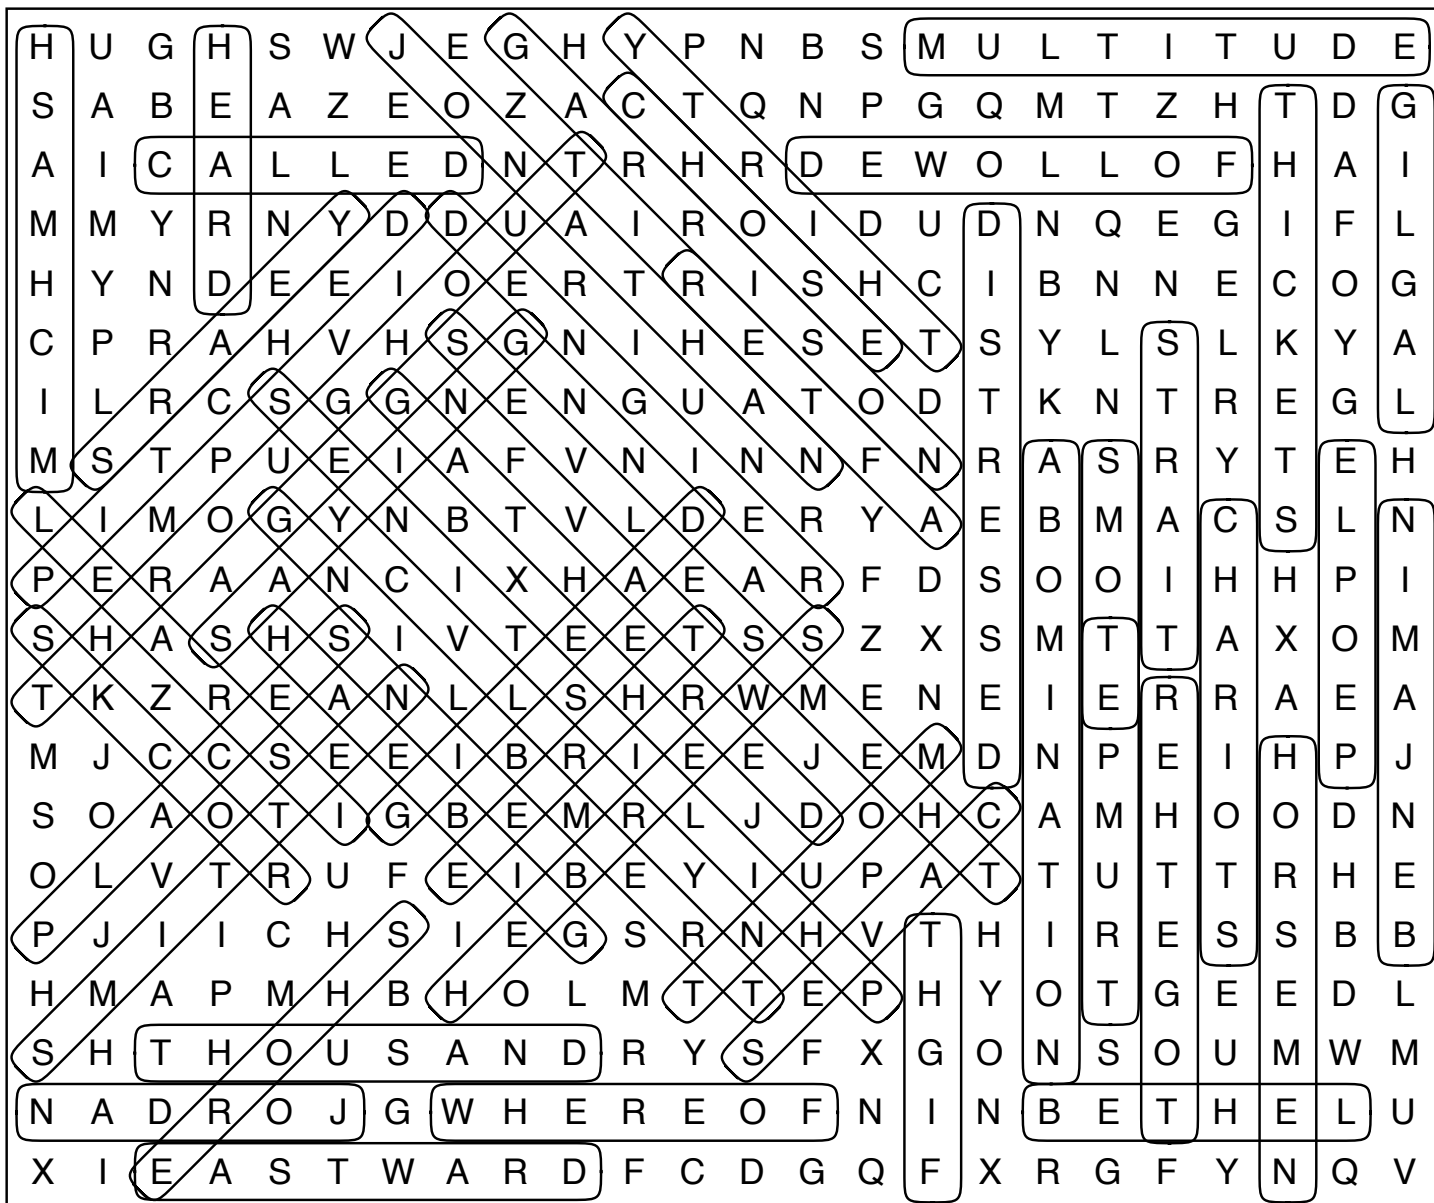 H U G H S W J E G H Y P N B S M U L T I T U D E
S A B E A Z E O Z A C T Q N P G Q M T Z H T D G
A I C A L L E D N T R H R D E W O L L O F H A I
M M Y R N Y D D U A I R O I D U D N Q E G I F L
H Y N D E E I O E R T R I S H C I B N N E C O G
C P R A H V H S G N I H E S E T S Y L S L K Y A
I L R C S G G N E N G U A T O D T K N T R E G L
M S T P U E I A F V N I N N F N R A S R Y T E H
L I M O G Y N B T V L D E R Y A E B M A C S L N
P E R A A N C I X H A E A R F D S O O I H H P I
S H A S H S I V T E E T S S Z X S M T T A X O M
T K Z R E A N L L S H R W M E N E I E R R A E A
M J C C S E E I B R I E E J E M D N P E I H P J
S O A O T I G B E M R L J D O H C A M H O O D N
O L V T R U F E I B E Y I U P A T T U T T R H E
P J I I C H S I E G S R N H V T H I R E S S B B
H M A P M H B H O L M T T E P H Y O T G E E D L
S H T H O U S A N D R Y S F X G O N S O U M W M
N A D R O J G W H E R E O F N I N B E T H E L U
X I E A S T W A R D F C D G Q F X R G F Y N Q V